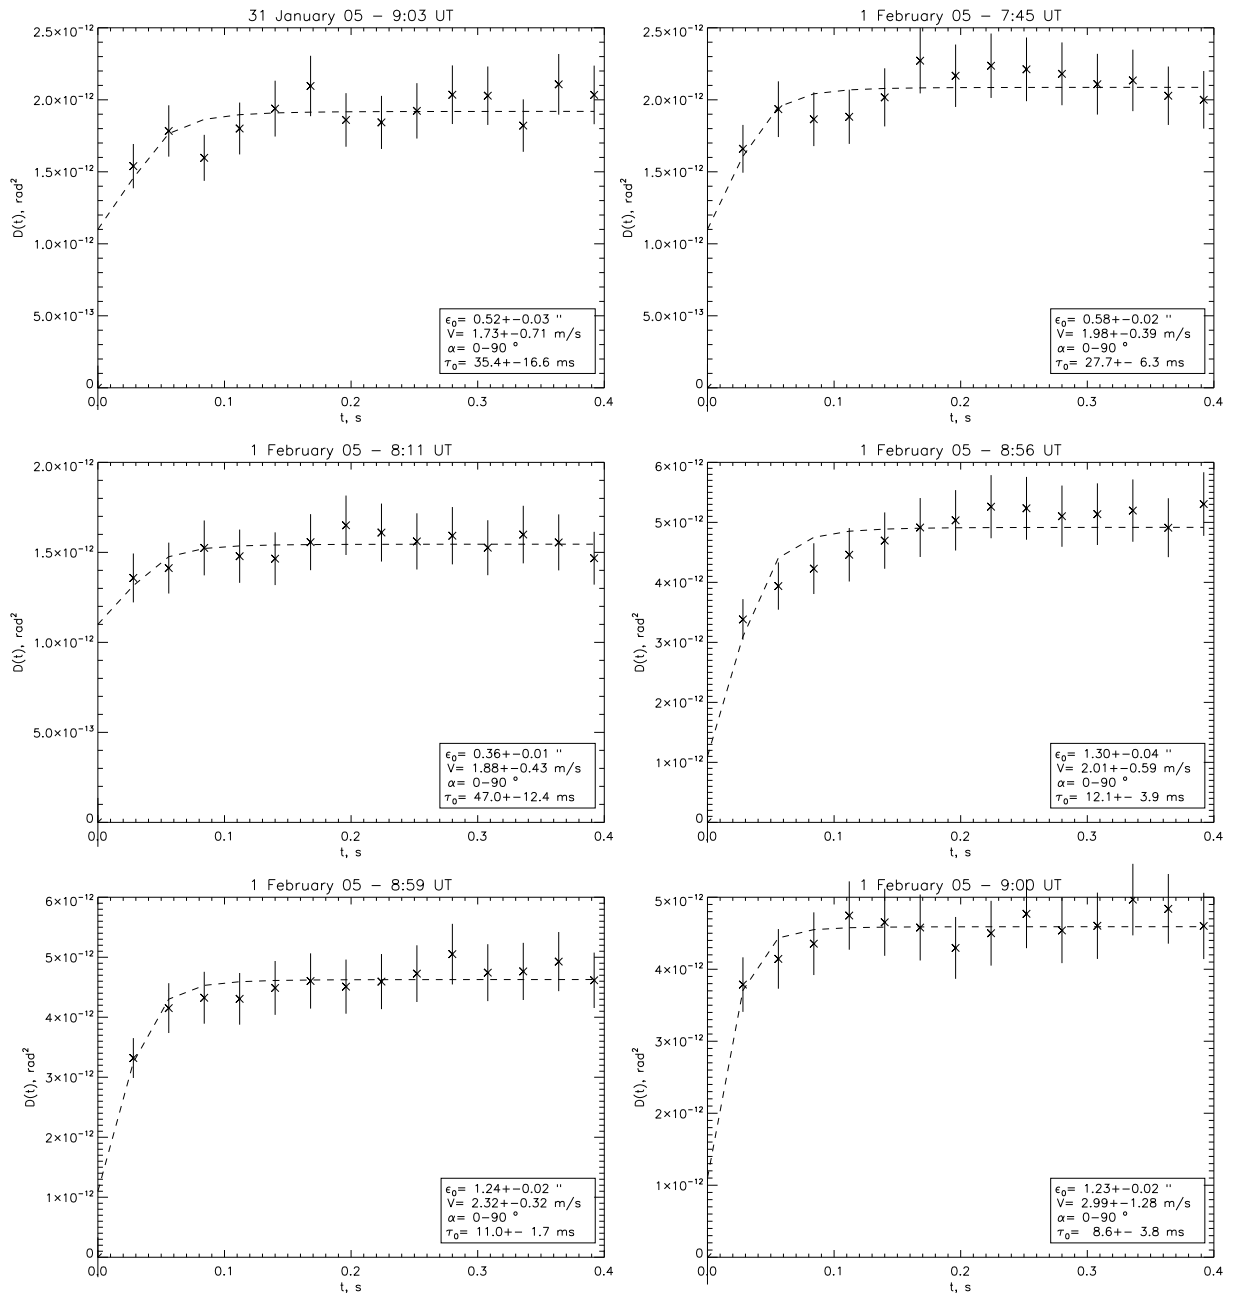 31 January 05 − 9:03 UT
2.5×10⁻¹²
2.0×10⁻¹²
1.5×10⁻¹²
1.0×10⁻¹²
5.0×10⁻¹³
0
D(t), rad²
ϵ₀= 0.52+−0.03 "
V= 1.73+−0.71 m/s
α= 0−90 °
τ₀= 35.4+−16.6 ms
0.0 0.1 0.2 0.3 0.4
t, s
1 February 05 − 7:45 UT
2.5×10⁻¹²
2.0×10⁻¹²
1.5×10⁻¹²
1.0×10⁻¹²
5.0×10⁻¹³
0
D(t), rad²
ϵ₀= 0.58+−0.02 "
V= 1.98+−0.39 m/s
α= 0−90 °
τ₀= 27.7+− 6.3 ms
0.0 0.1 0.2 0.3 0.4
t, s
1 February 05 − 8:11 UT
2.0×10⁻¹²
1.5×10⁻¹²
1.0×10⁻¹²
5.0×10⁻¹³
0
D(t), rad²
ϵ₀= 0.36+−0.01 "
V= 1.88+−0.43 m/s
α= 0−90 °
τ₀= 47.0+−12.4 ms
0.0 0.1 0.2 0.3 0.4
t, s
1 February 05 − 8:56 UT
6×10⁻¹²
5×10⁻¹²
4×10⁻¹²
3×10⁻¹²
2×10⁻¹²
1×10⁻¹²
0
D(t), rad²
ϵ₀= 1.30+−0.04 "
V= 2.01+−0.59 m/s
α= 0−90 °
τ₀= 12.1+− 3.9 ms
0.0 0.1 0.2 0.3 0.4
t, s
1 February 05 − 8:59 UT
6×10⁻¹²
5×10⁻¹²
4×10⁻¹²
3×10⁻¹²
2×10⁻¹²
1×10⁻¹²
0
D(t), rad²
ϵ₀= 1.24+−0.02 "
V= 2.32+−0.32 m/s
α= 0−90 °
τ₀= 11.0+− 1.7 ms
0.0 0.1 0.2 0.3 0.4
t, s
1 February 05 − 9:00 UT
5×10⁻¹²
4×10⁻¹²
3×10⁻¹²
2×10⁻¹²
1×10⁻¹²
0
D(t), rad²
ϵ₀= 1.23+−0.02 "
V= 2.99+−1.28 m/s
α= 0−90 °
τ₀= 8.6+− 3.8 ms
0.0 0.1 0.2 0.3 0.4
t, s